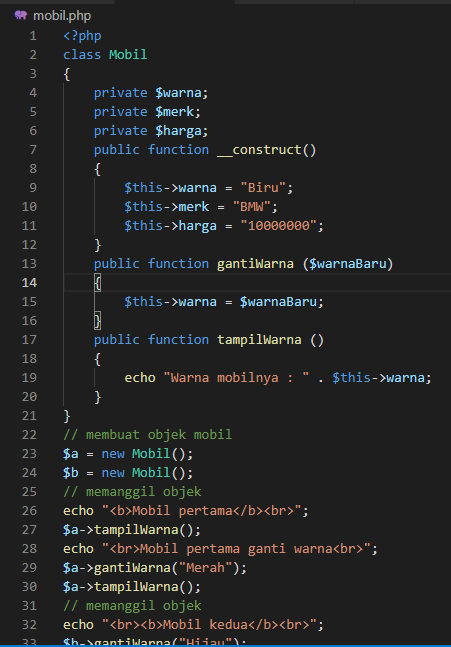 mobil.php
1 <?php
2 class Mobil
3 {
4 private $warna;
5 private $merk;
6 private $harga;
7 public function __construct()
8 {
9 $this->warna = "Biru";
10 $this->merk = "BMW";
11 $this->harga = "10000000";
12 }
13 public function gantiWarna ($warnaBaru)
14 {
15 $this->warna = $warnaBaru;
16 }
17 public function tampilWarna ()
18 {
19 echo "Warna mobilnya : " . $this->warna;
20 }
21 }
22 // membuat objek mobil
23 $a = new Mobil();
24 $b = new Mobil();
25 // memanggil objek
26 echo "<b>Mobil pertama</b><br>";
27 $a->tampilWarna();
28 echo "<br>Mobil pertama ganti warna<br>";
29 $a->gantiWarna("Merah");
30 $a->tampilWarna();
31 // memanggil objek
32 echo "<br><b>Mobil kedua</b><br>";
33 $b->gantiWarna("Hijau");